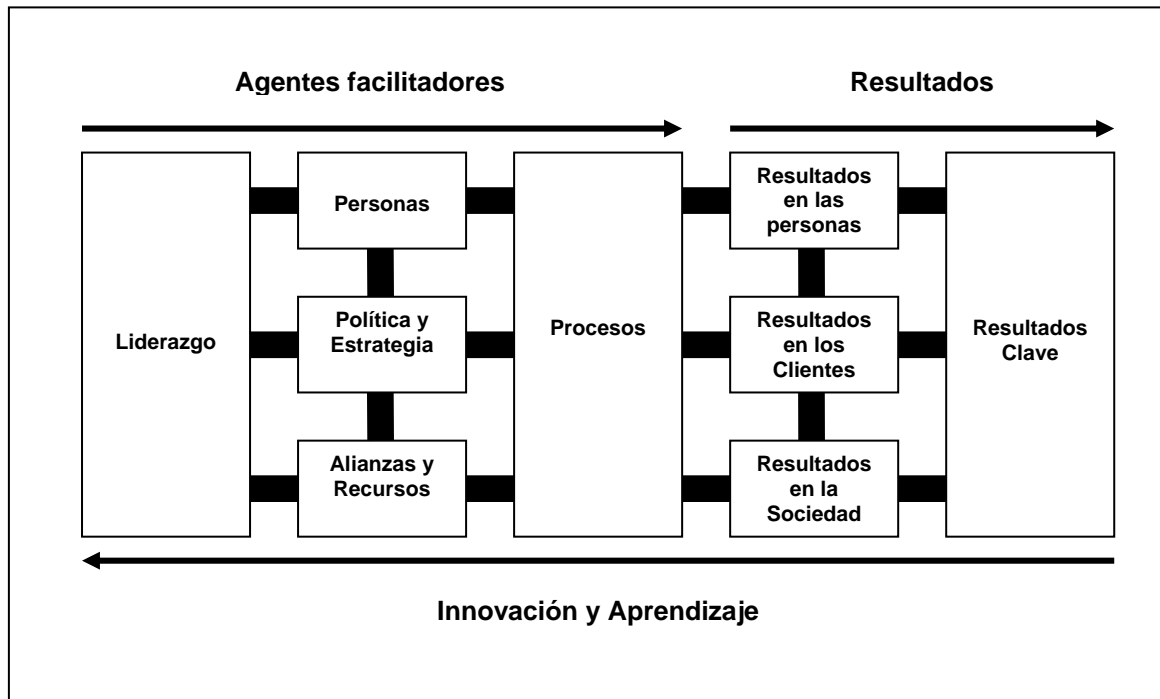 Agentes facilitadores
Resultados
Liderazgo
Personas
Política y
Estrategia
Alianzas y
Recursos
Procesos
Resultados
en las
personas
Resultados
en los
Clientes
Resultados
en la
Sociedad
Resultados
Clave
Innovación y Aprendizaje